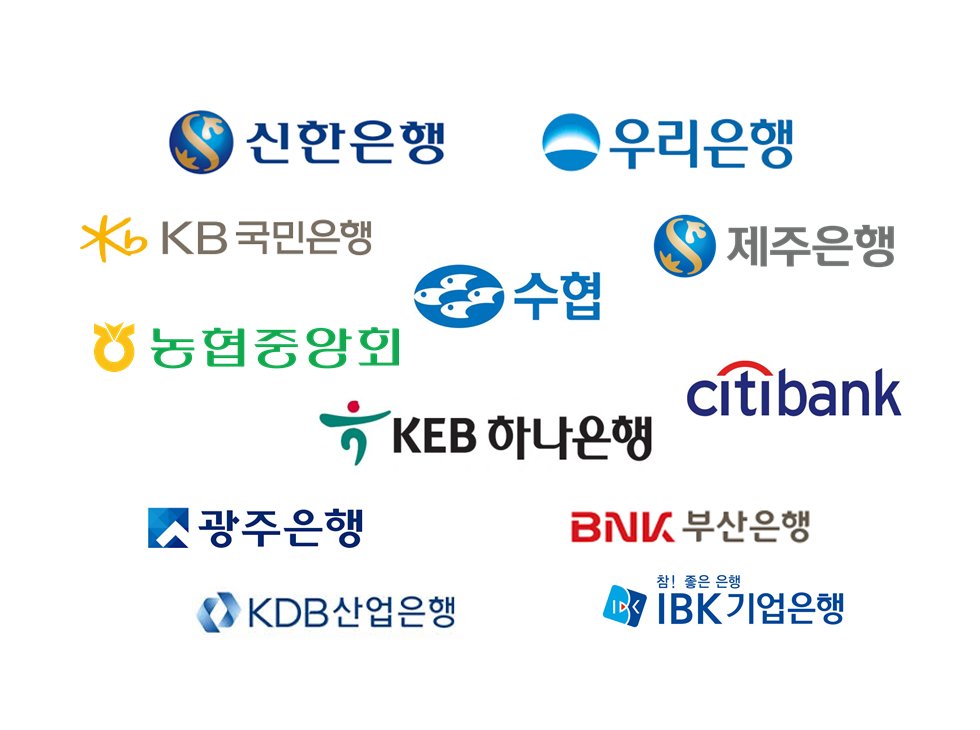 신한은행
우리은행
KB 국민은행
제주은행
수협
농협중앙회
citibank
KEB 하나은행
광주은행
BNK 부산은행
참! 좋은 은행
KDB산업은행
IBK기업은행